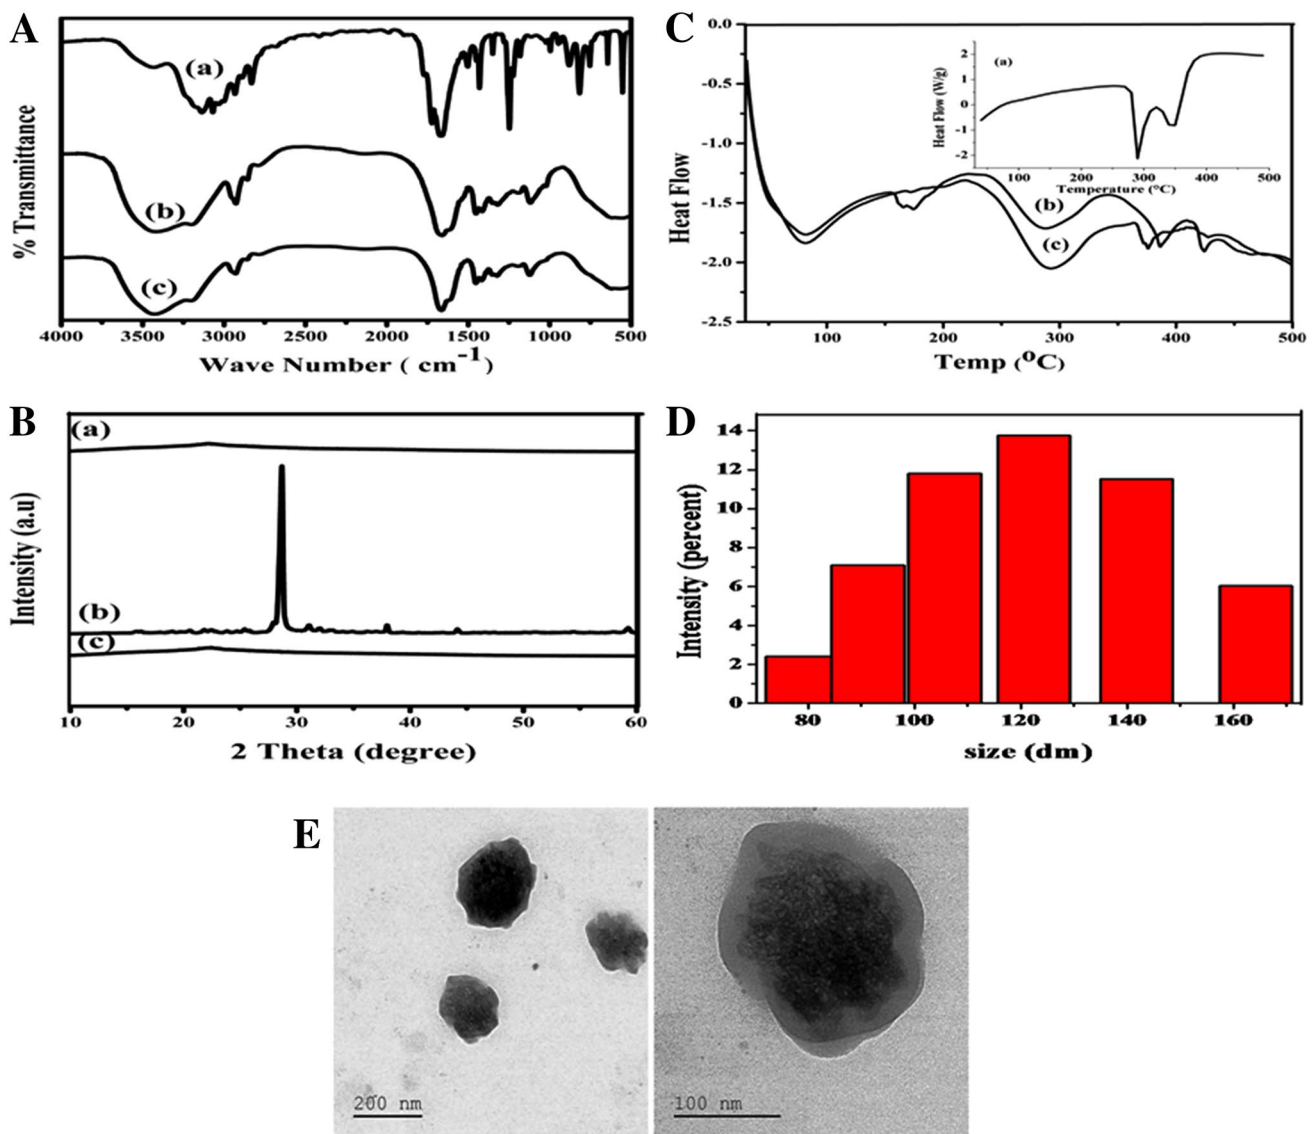 A
% Transmittance
(a)
(b)
(c)
4000 3500 3000 2500 2000 1500 1000 500
Wave Number ( cm⁻¹)
C
Heat Flow
0.0
-0.5
-1.0
-1.5
-2.0
-2.5
(a)
Heat Flow (W/g)
2
1
0
-1
-2
100 200 300 400 500
Temperature (ºC)
(b)
(c)
100 200 300 400 500
Temp (ºC)
B
Intensity (a.u)
(a)
(b)
(c)
10 20 30 40 50 60
2 Theta (degree)
D
Intensity (percent)
14
12
10
8
6
4
2
0
80 100 120 140 160
size (dm)
E
200 nm
100 nm